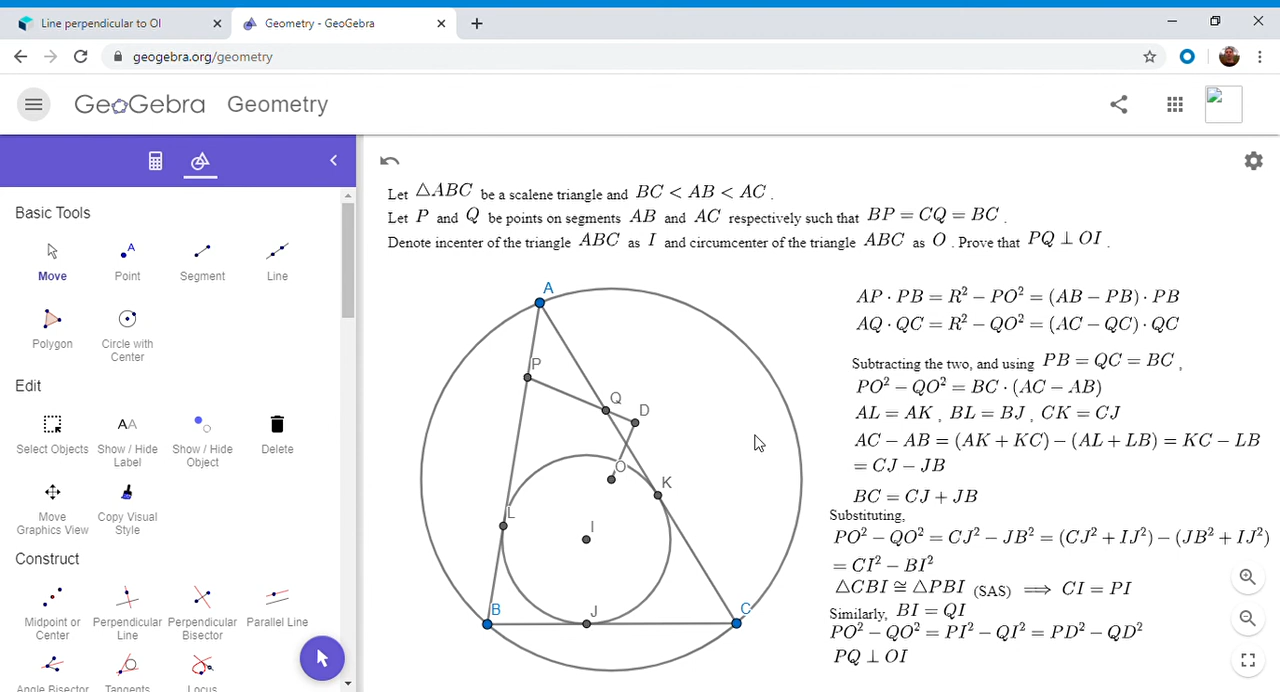 Line perpendicular to OI
Geometry - GeoGebra
geogebra.org/geometry
GeoGebra Geometry
Basic Tools
Move Point Segment Line
Polygon Circle with Center
Edit
Select Objects Show / Hide Label Show / Hide Object Delete
Move Graphics View Copy Visual Style
Construct
Midpoint or Center Perpendicular Line Perpendicular Bisector Parallel Line
Angle Bisector Tangents Locus
Let △ABC be a scalene triangle and BC < AB < AC .
Let P and Q be points on segments AB and AC respectively such that BP = CQ = BC .
Denote incenter of the triangle ABC as I and circumcenter of the triangle ABC as O . Prove that PQ ⊥ OI .
A
P
Q
D
O
K
L
I
B
J
C
AP · PB = R² − PO² = (AB − PB) · PB
AQ · QC = R² − QO² = (AC − QC) · QC
Subtracting the two, and using PB = QC = BC ,
PO² − QO² = BC · (AC − AB)
AL = AK , BL = BJ , CK = CJ
AC − AB = (AK + KC) − (AL + LB) = KC − LB
= CJ − JB
BC = CJ + JB
Substituting,
PO² − QO² = CJ² − JB² = (CJ² + IJ²) − (JB² + IJ²)
= CI² − BI²
△CBI ≅ △PBI (SAS) ⟹ CI = PI
Similarly, BI = QI
PO² − QO² = PI² − QI² = PD² − QD²
PQ ⊥ OI